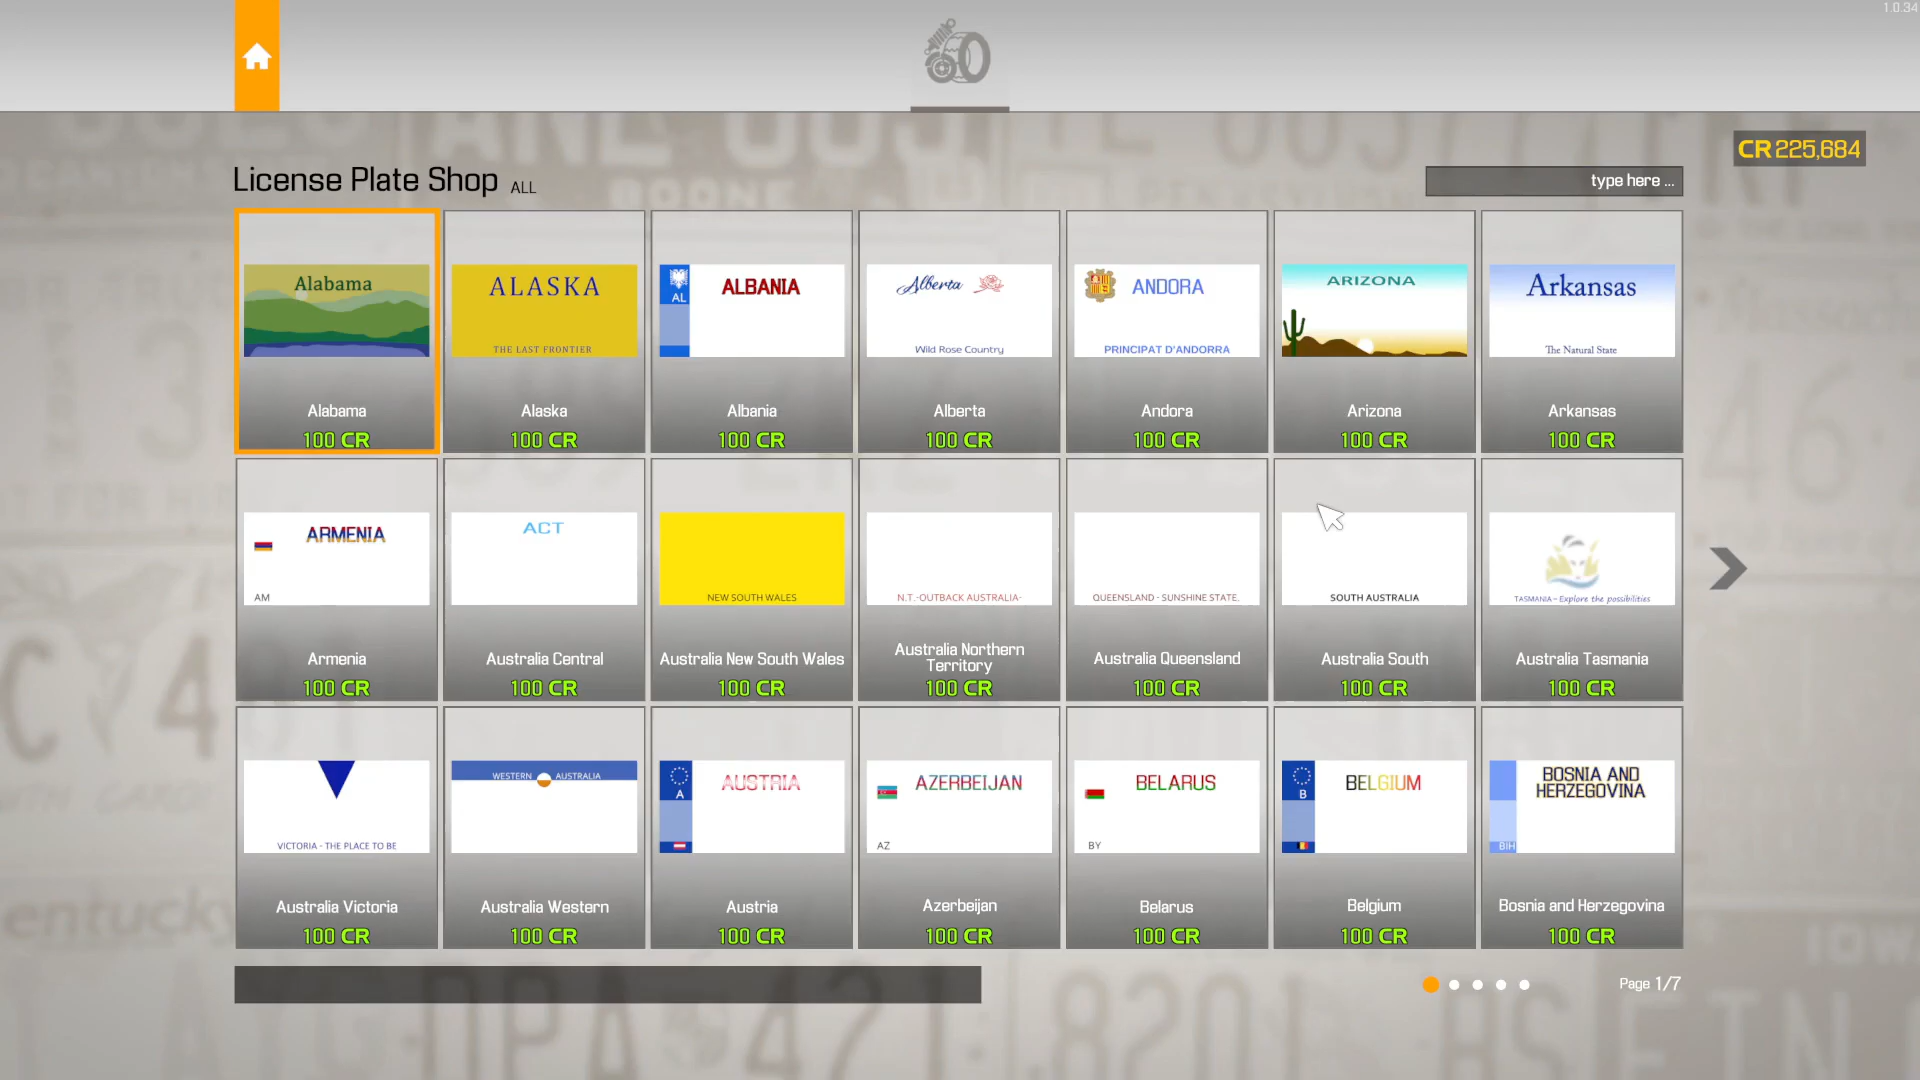 1.0.34
CR 225,684
License Plate Shop ALL
type here ...
Alabama
Alabama
100 CR
ALASKA
THE LAST FRONTIER
Alaska
100 CR
AL
ALBANIA
Albania
100 CR
Alberta
Wild Rose Country
Alberta
100 CR
ANDORA
PRINCIPAT D'ANDORRA
Andora
100 CR
ARIZONA
Arizona
100 CR
Arkansas
The Natural State
Arkansas
100 CR
ARMENIA
AM
Armenia
100 CR
ACT
Australia Central
100 CR
NEW SOUTH WALES
Australia New South Wales
100 CR
N.T.-OUTBACK AUSTRALIA-
Australia Northern
Territory
100 CR
QUEENSLAND - SUNSHINE STATE.
Australia Queensland
100 CR
SOUTH AUSTRALIA
Australia South
100 CR
TASMANIA - Explore the possibilities
Australia Tasmania
100 CR
VICTORIA - THE PLACE TO BE
Australia Victoria
100 CR
WESTERN AUSTRALIA
Australia Western
100 CR
A
AUSTRIA
Austria
100 CR
AZERBEIJAN
AZ
Azerbeijan
100 CR
BELARUS
BY
Belarus
100 CR
B
BELGIUM
Belgium
100 CR
BOSNIA AND
HERZEGOVINA
BIH
Bosnia and Herzegovina
100 CR
Page 1/7